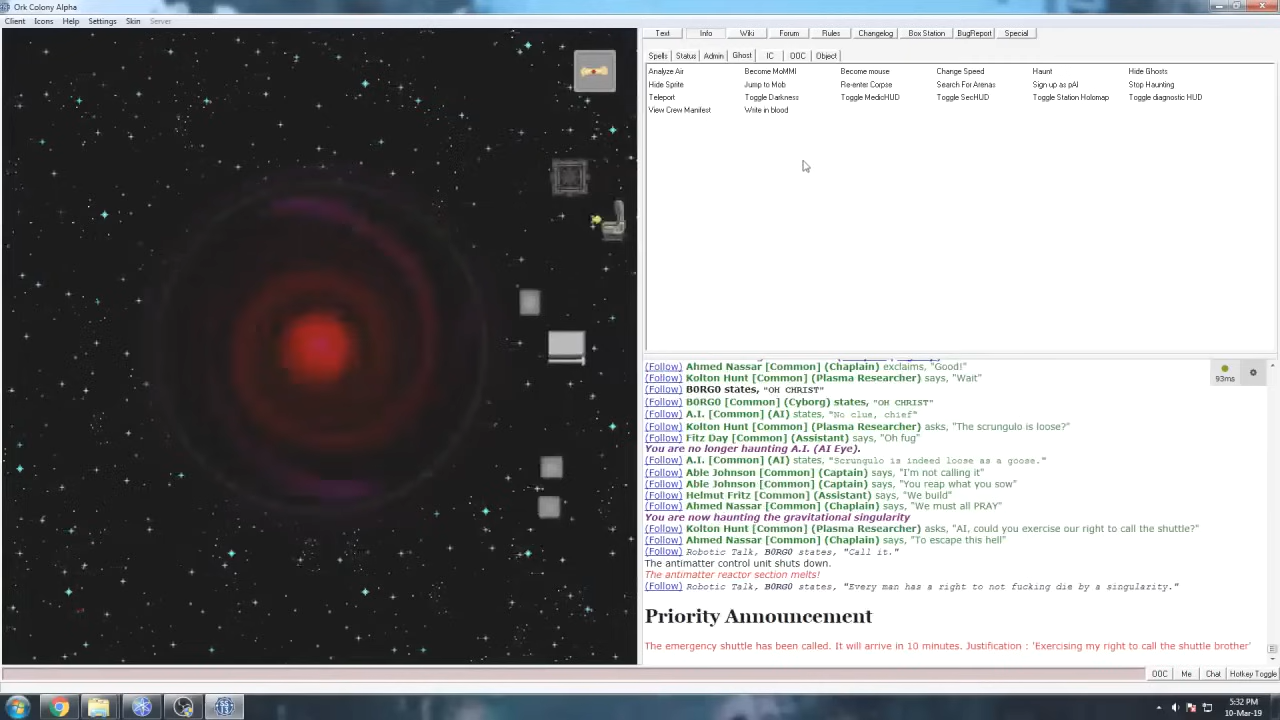 Ork Colony Alpha
Client Icons Help Settings Skin Server
Text Info Wiki Forum Rules Changelog Box Station BugReport Special
Spells Status Admin Ghost IC OOC Object
Analyze Air Become MoMMI Become mouse Change Speed Haunt Hide Ghosts
Hide Sprite Jump to Mob Re-enter Corpse Search For Arenas Sign up as pAI Stop Haunting
Teleport Toggle Darkness Toggle MedicHUD Toggle SecHUD Toggle Station Holomap Toggle diagnostic HUD
View Crew Manifest Write in blood
(Follow) Ahmed Nassar [Common] (Chaplain) exclaims, "Good!"
(Follow) Kolton Hunt [Common] (Plasma Researcher) says, "Wait"
(Follow) B0RG0 states, "OH CHRIST"
(Follow) B0RG0 [Common] (Cyborg) states, "OH CHRIST"
(Follow) A.I. [Common] (AI) states, "No clue, chief"
(Follow) Kolton Hunt [Common] (Plasma Researcher) asks, "The scrungulo is loose?"
(Follow) Fitz Day [Common] (Assistant) says, "Oh fug"
You are no longer haunting A.I. (AI Eye).
(Follow) A.I. [Common] (AI) states, "Scrungulo is indeed loose as a goose."
(Follow) Able Johnson [Common] (Captain) says, "I'm not calling it"
(Follow) Able Johnson [Common] (Captain) says, "You reap what you sow"
(Follow) Helmut Fritz [Common] (Assistant) says, "We build"
(Follow) Ahmed Nassar [Common] (Chaplain) says, "We must all PRAY"
You are now haunting the gravitational singularity
(Follow) Kolton Hunt [Common] (Plasma Researcher) asks, "AI, could you exercise our right to call the shuttle?"
(Follow) Ahmed Nassar [Common] (Chaplain) says, "To escape this hell"
(Follow) Robotic Talk, B0RG0 states, "Call it."
The antimatter control unit shuts down.
The antimatter reactor section melts!
(Follow) Robotic Talk, B0RG0 states, "Every man has a right to not fucking die by a singularity."
Priority Announcement
The emergency shuttle has been called. It will arrive in 10 minutes. Justification : 'Exercising my right to call the shuttle brother'
93ms
OOC Me Chat Hotkey Toggle
5:32 PM
10-Mar-19